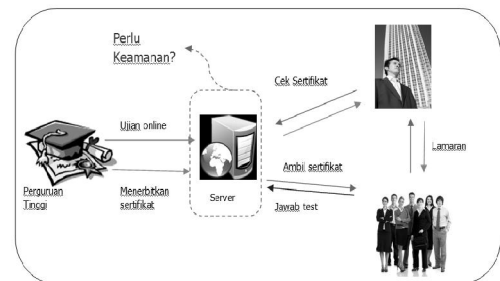 Perlu
Keamanan?
Cek Sertifikat
Ujian online
Lamaran
Ambil sertifikat
Perguruan
Tinggi
Menerbitkan
sertifikat
Server
Jawab test